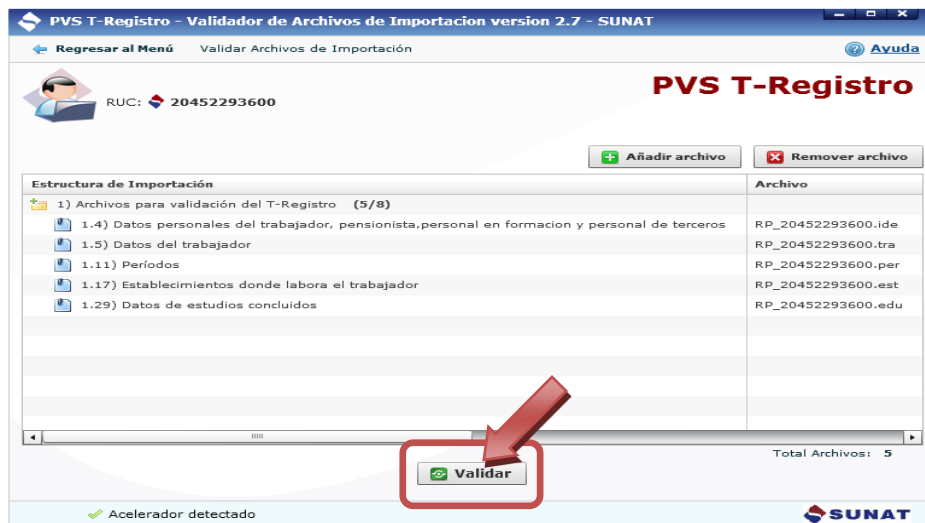 PVS T-Registro - Validador de Archivos de Importacion version 2.7 - SUNAT
Regresar al Menú Validar Archivos de Importación Ayuda
RUC: 20452293600
PVS T-Registro
Añadir archivo Remover archivo
Estructura de Importación Archivo
1) Archivos para validación del T-Registro (5/8)
1.4) Datos personales del trabajador, pensionista,personal en formacion y personal de terceros RP_20452293600.ide
1.5) Datos del trabajador RP_20452293600.tra
1.11) Períodos RP_20452293600.per
1.17) Establecimientos donde labora el trabajador RP_20452293600.est
1.29) Datos de estudios concluidos RP_20452293600.edu
Total Archivos: 5
Validar
Acelerador detectado SUNAT